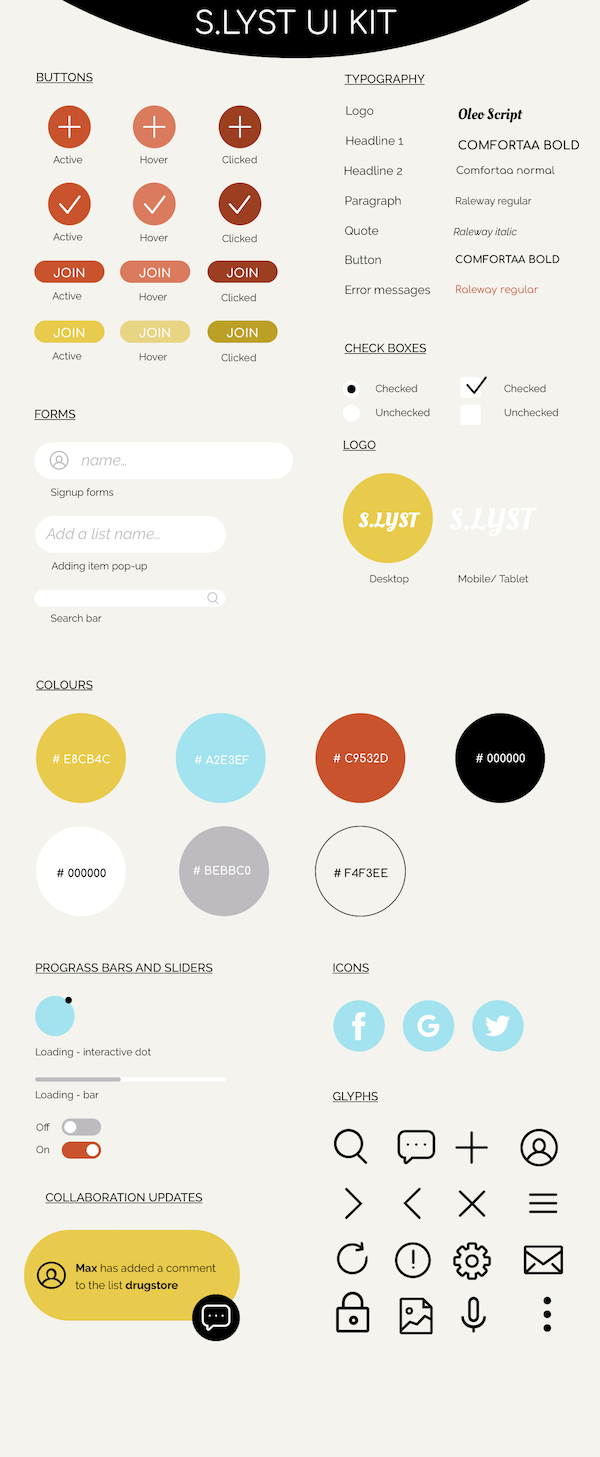 S.LYST UI KIT
BUTTONS
Active
Hover
Clicked
Active
Hover
Clicked
JOIN
JOIN
JOIN
Active
Hover
Clicked
JOIN
JOIN
JOIN
Active
Hover
Clicked
TYPOGRAPHY
Logo
Oleo Script
Headline 1
COMFORTAA BOLD
Headline 2
Comfortaa normal
Paragraph
Raleway regular
Quote
Raleway italic
Button
COMFORTAA BOLD
Error messages
Raleway regular
CHECK BOXES
Checked
Checked
Unchecked
Unchecked
FORMS
name...
Signup forms
Add a list name...
Adding item pop-up
Search bar
LOGO
S.LYST
S.LYST
Desktop
Mobile/ Tablet
COLOURS
# E8CB4C
# A2E3EF
# C9532D
# 000000
# 000000
# BEBBC0
# F4F3EE
PROGRASS BARS AND SLIDERS
Loading - interactive dot
Loading - bar
Off
On
ICONS
f
G
GLYPHS
COLLABORATION UPDATES
Max has added a comment
to the list drugstore